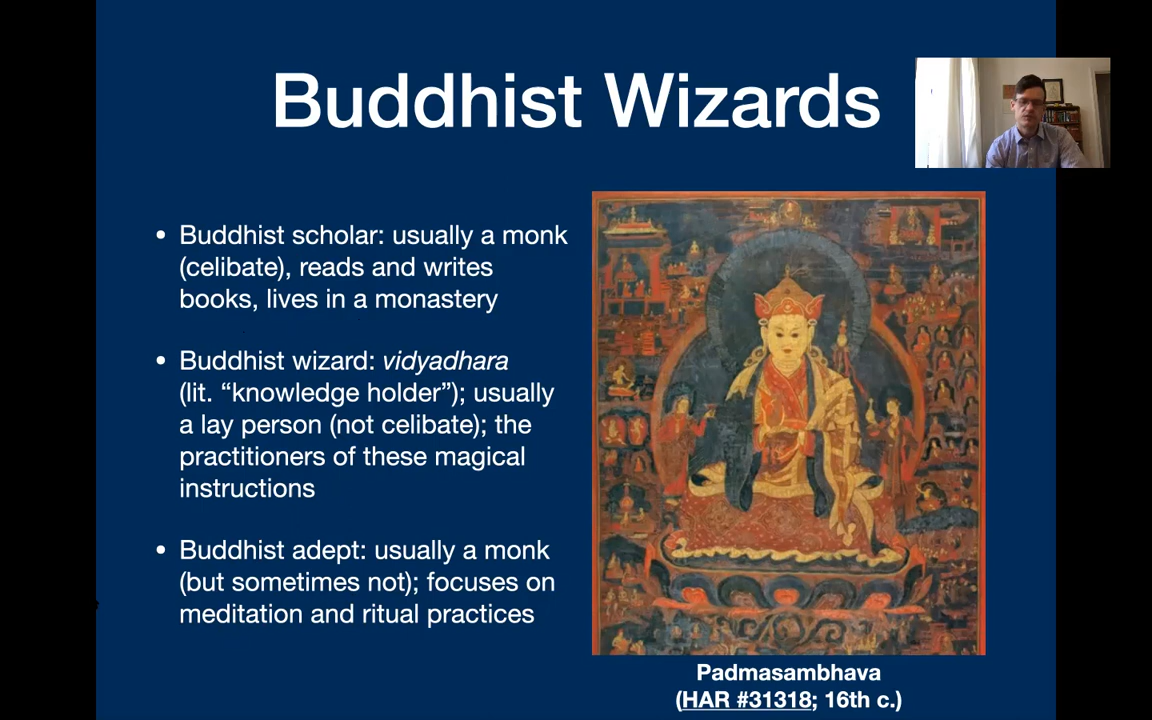 Buddhist Wizards
• Buddhist scholar: usually a monk
(celibate), reads and writes
books, lives in a monastery
• Buddhist wizard: vidyadhara
(lit. “knowledge holder”); usually
a lay person (not celibate); the
practitioners of these magical
instructions
• Buddhist adept: usually a monk
(but sometimes not); focuses on
meditation and ritual practices
Padmasambhava
(HAR #31318; 16th c.)